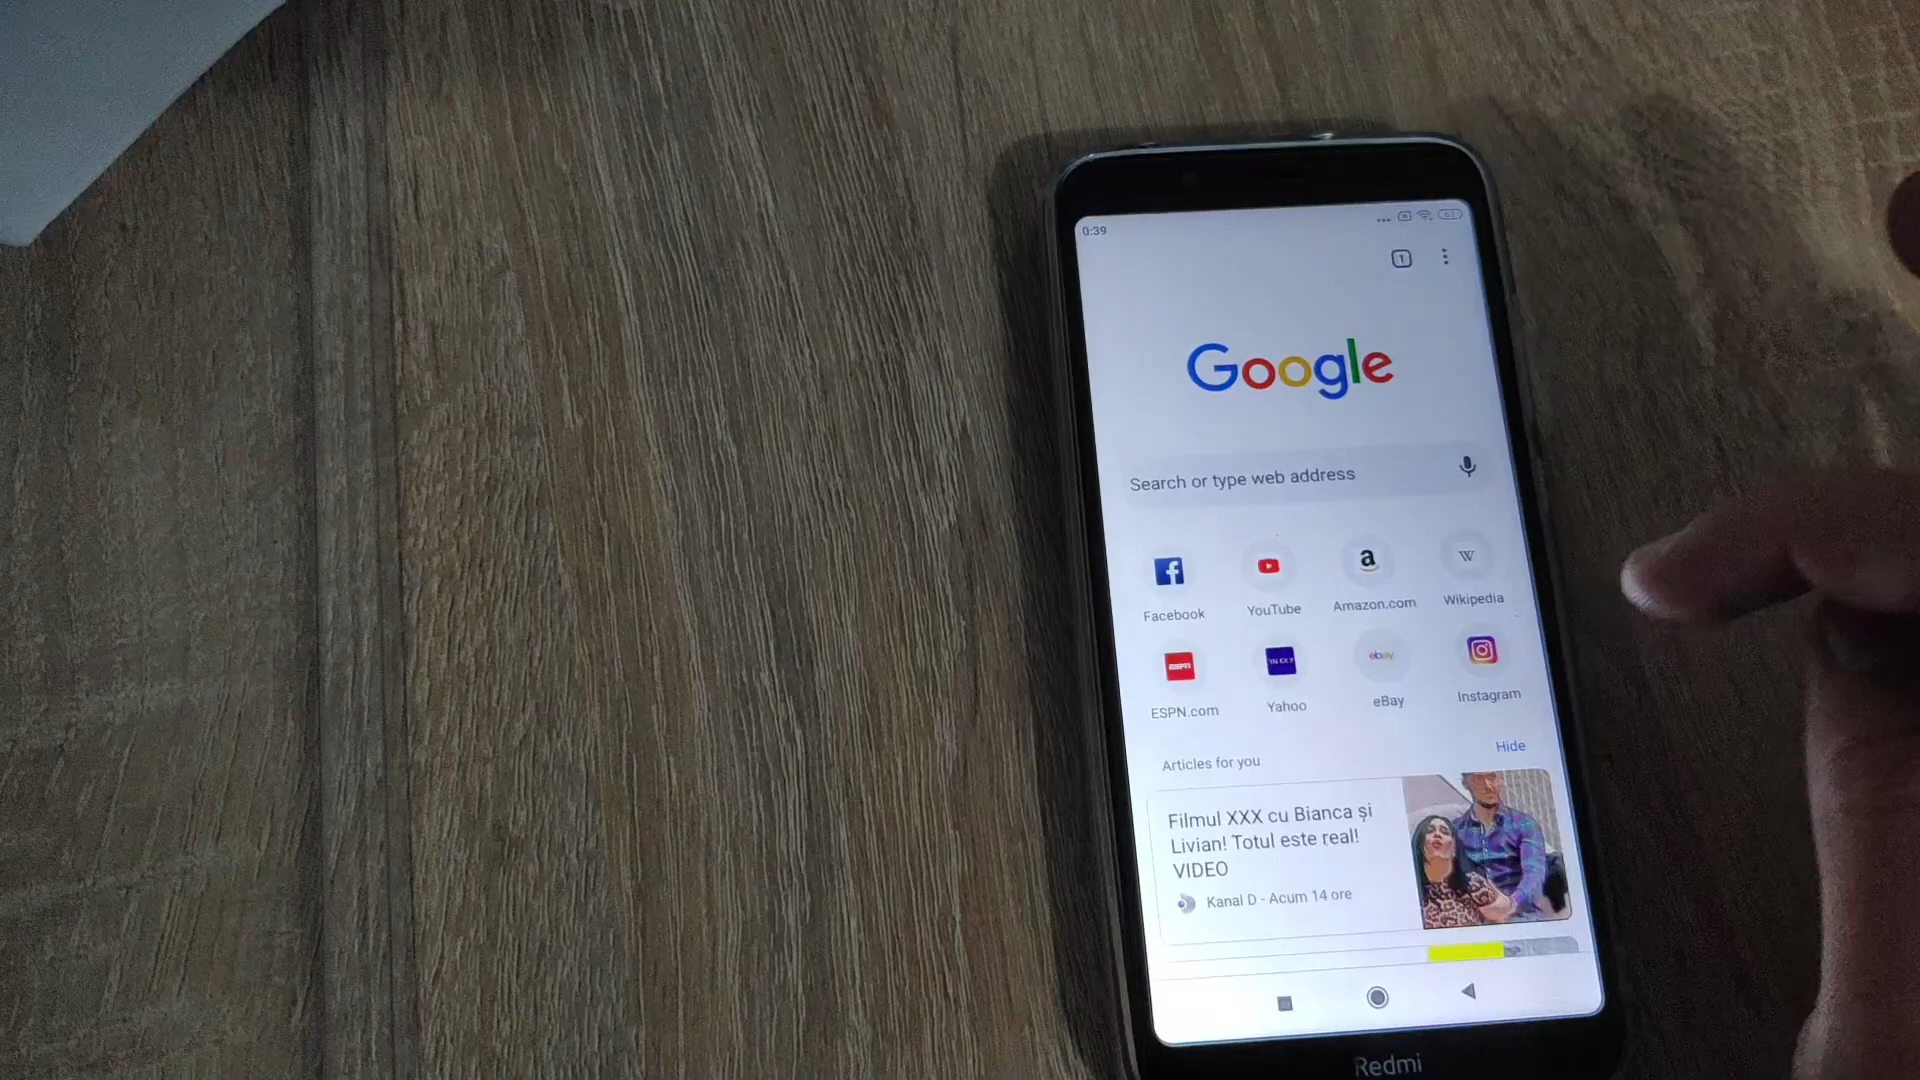 0:39
1
Google
Search or type web address
Facebook
YouTube
Amazon.com
Wikipedia
ESPN.com
Yahoo
eBay
Instagram
Articles for you
Hide
Filmul XXX cu Bianca și
Livian! Totul este real!
VIDEO
Kanal D - Acum 14 ore
Redmi